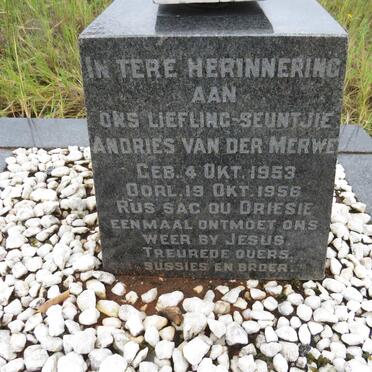 IN TERE HERINNERING
AAN
ONS LIEFLING-SEUNTJIE
ANDRIES VAN DER MERWE
GEB. 4 OKT. 1953
OORL. 19 OKT. 1956
RUS SAG OU DRIESIE
EENMAAL ONTMOET ONS
WEER BY JESUS.
TREURENDE OUERS,
SUSSIES EN BROER.